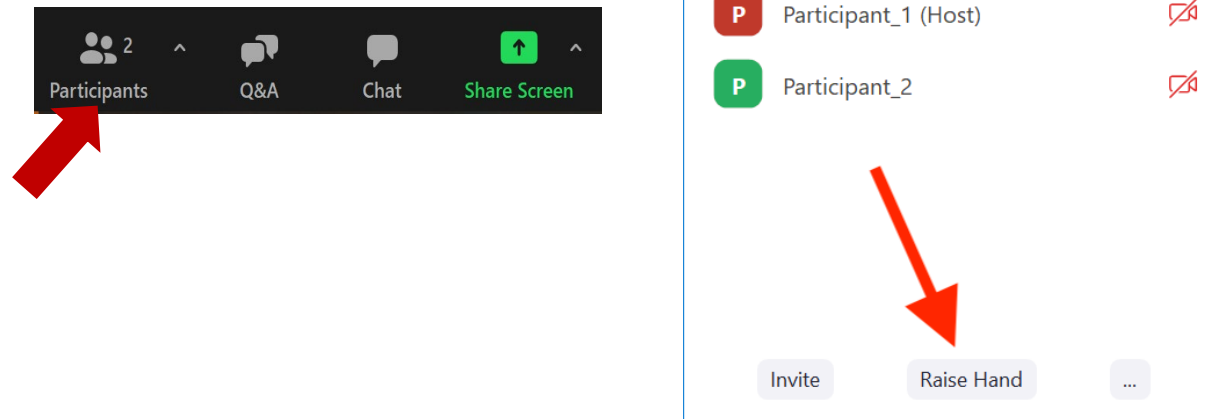 2
Participants
Q&A
Chat
Share Screen
P
Participant_1 (Host)
P
Participant_2
Invite
Raise Hand
...